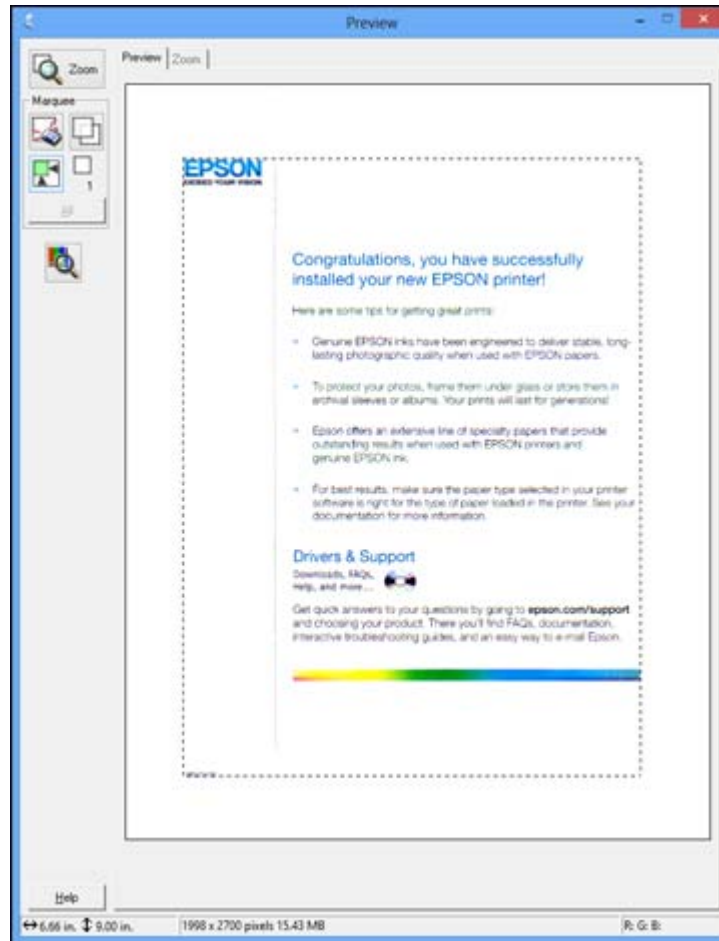 Preview
Zoom
Preview Zoom
Marquee
1
All
EPSON
EXCEED YOUR VISION
Congratulations, you have successfully
installed your new EPSON printer!
Here are some tips for getting great prints:
Genuine EPSON inks have been engineered to deliver stable, long-
lasting photographic quality when used with EPSON papers.
To protect your photos, frame them under glass or store them in
archival sleeves or albums. Your prints will last for generations!
Epson offers an extensive line of specialty papers that provide
outstanding results when used with EPSON printers and
genuine EPSON ink.
For best results, make sure the paper type selected in your printer
software is right for the type of paper loaded in the printer. See your
documentation for more information.
Drivers & Support
Downloads, FAQs,
Help, and more ...
Get quick answers to your questions by going to epson.com/support
and choosing your product. There you'll find FAQs, documentation,
interactive troubleshooting guides, and an easy way to e-mail Epson.
Help
6.66 in. 9.00 in. 1998 x 2700 pixels 15.43 MB R: G: B: